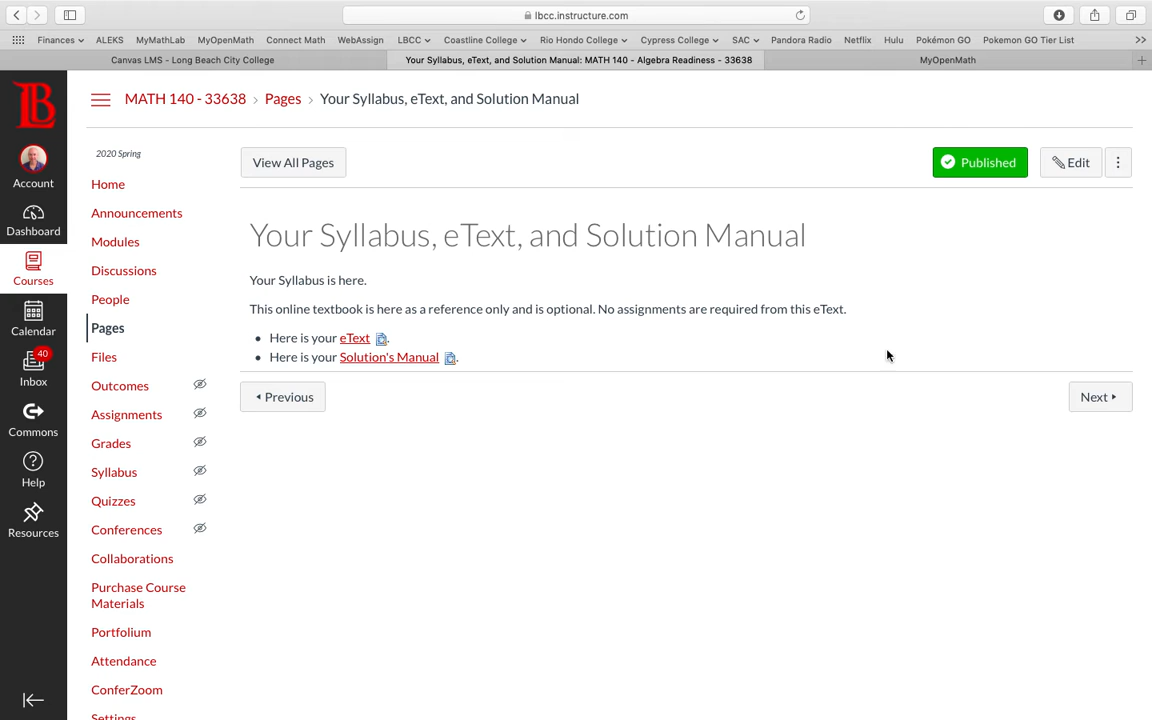 lbcc.instructure.com
Finances ALEKS MyMathLab MyOpenMath Connect Math WebAssign LBCC Coastline College Rio Hondo College Cypress College SAC Pandora Radio Netflix Hulu Pokémon GO Pokemon GO Tier List >>
Canvas LMS - Long Beach City College
Your Syllabus, eText, and Solution Manual: MATH 140 - Algebra Readiness - 33638
MyOpenMath
LB
MATH 140 - 33638 › Pages › Your Syllabus, eText, and Solution Manual
Account
Dashboard
Courses
Calendar
40
Inbox
Commons
Help
Resources
2020 Spring
Home
Announcements
Modules
Discussions
People
Pages
Files
Outcomes
Assignments
Grades
Syllabus
Quizzes
Conferences
Collaborations
Purchase Course
Materials
Portfolium
Attendance
ConferZoom
Settings
View All Pages
Published
Edit
Your Syllabus, eText, and Solution Manual
Your Syllabus is here.
This online textbook is here as a reference only and is optional. No assignments are required from this eText.
• Here is your eText.
• Here is your Solution's Manual.
Previous
Next